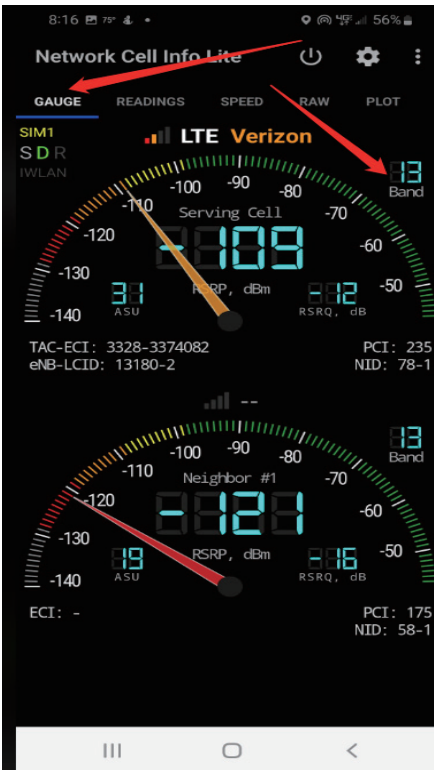 8:16 75° 56%
Network Cell Info Lite
GAUGE READINGS SPEED RAW PLOT
SIM1
LTE Verizon
S D R
IWLAN
13
Band
-140 -130 -120 -110 -100 -90 -80 -70 -60 -50
Serving Cell
-109
RSRP, dBm
31
ASU
-12
RSRQ, dB
TAC-ECI: 3328-3374082
PCI: 235
eNB-LCID: 13180-2
NID: 78-1
--
13
Band
-140 -130 -120 -110 -100 -90 -80 -70 -60 -50
Neighbor #1
-121
RSRP, dBm
19
ASU
-16
RSRQ, dB
ECI: -
PCI: 175
NID: 58-1